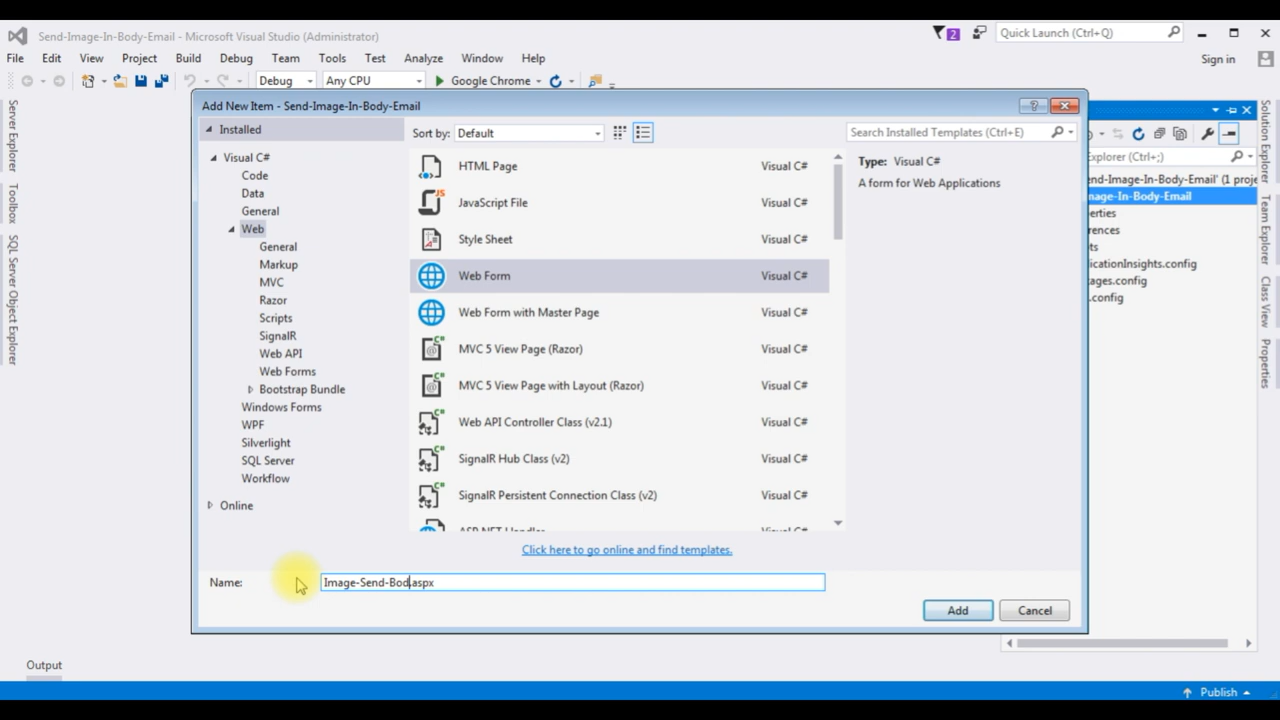 Send-Image-In-Body-Email - Microsoft Visual Studio (Administrator)
2
Quick Launch (Ctrl+Q)
File Edit View Project Build Debug Team Tools Test Analyze Window Help
Sign in
Debug Any CPU Google Chrome
Server Explorer
Toolbox
SQL Server Object Explorer
Add New Item - Send-Image-In-Body-Email
Installed
Sort by: Default
Search Installed Templates (Ctrl+E)
Visual C#
Code
Data
General
Web
General
Markup
MVC
Razor
Scripts
SignalR
Web API
Web Forms
Bootstrap Bundle
Windows Forms
WPF
Silverlight
SQL Server
Workflow
Online
HTML Page Visual C#
JavaScript File Visual C#
Style Sheet Visual C#
Web Form Visual C#
Web Form with Master Page Visual C#
MVC 5 View Page (Razor) Visual C#
MVC 5 View Page with Layout (Razor) Visual C#
Web API Controller Class (v2.1) Visual C#
SignalR Hub Class (v2) Visual C#
SignalR Persistent Connection Class (v2) Visual C#
Type: Visual C#
A form for Web Applications
Click here to go online and find templates.
Name: Image-Send-Bod.aspx
Add Cancel
Explorer (Ctrl+;)
end-Image-In-Body-Email' (1 proje
mage-In-Body-Email
erties
rences
ts
icationInsights.config
ages.config
.config
Solution Explorer
Team Explorer
Class View
Properties
Output
Publish